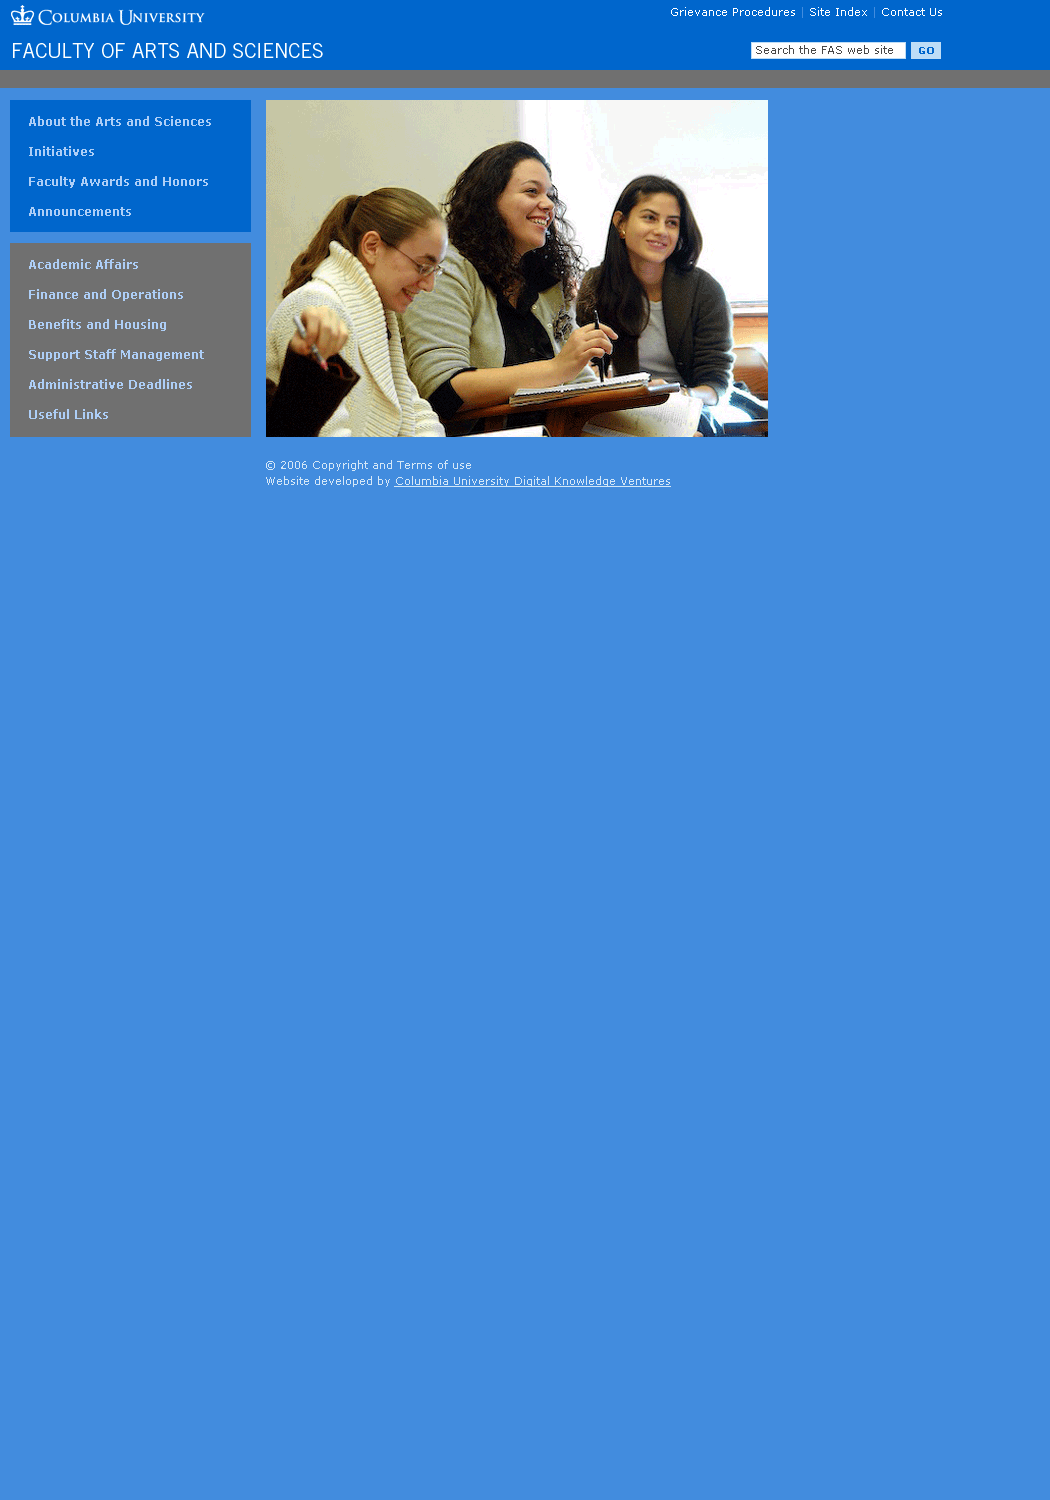 COLUMBIA UNIVERSITY
Grievance Procedures | Site Index | Contact Us
FACULTY OF ARTS AND SCIENCES
Search the FAS web site GO
About the Arts and Sciences
Initiatives
Faculty Awards and Honors
Announcements
Academic Affairs
Finance and Operations
Benefits and Housing
Support Staff Management
Administrative Deadlines
Useful Links
© 2006 Copyright and Terms of use
Website developed by Columbia University Digital Knowledge Ventures